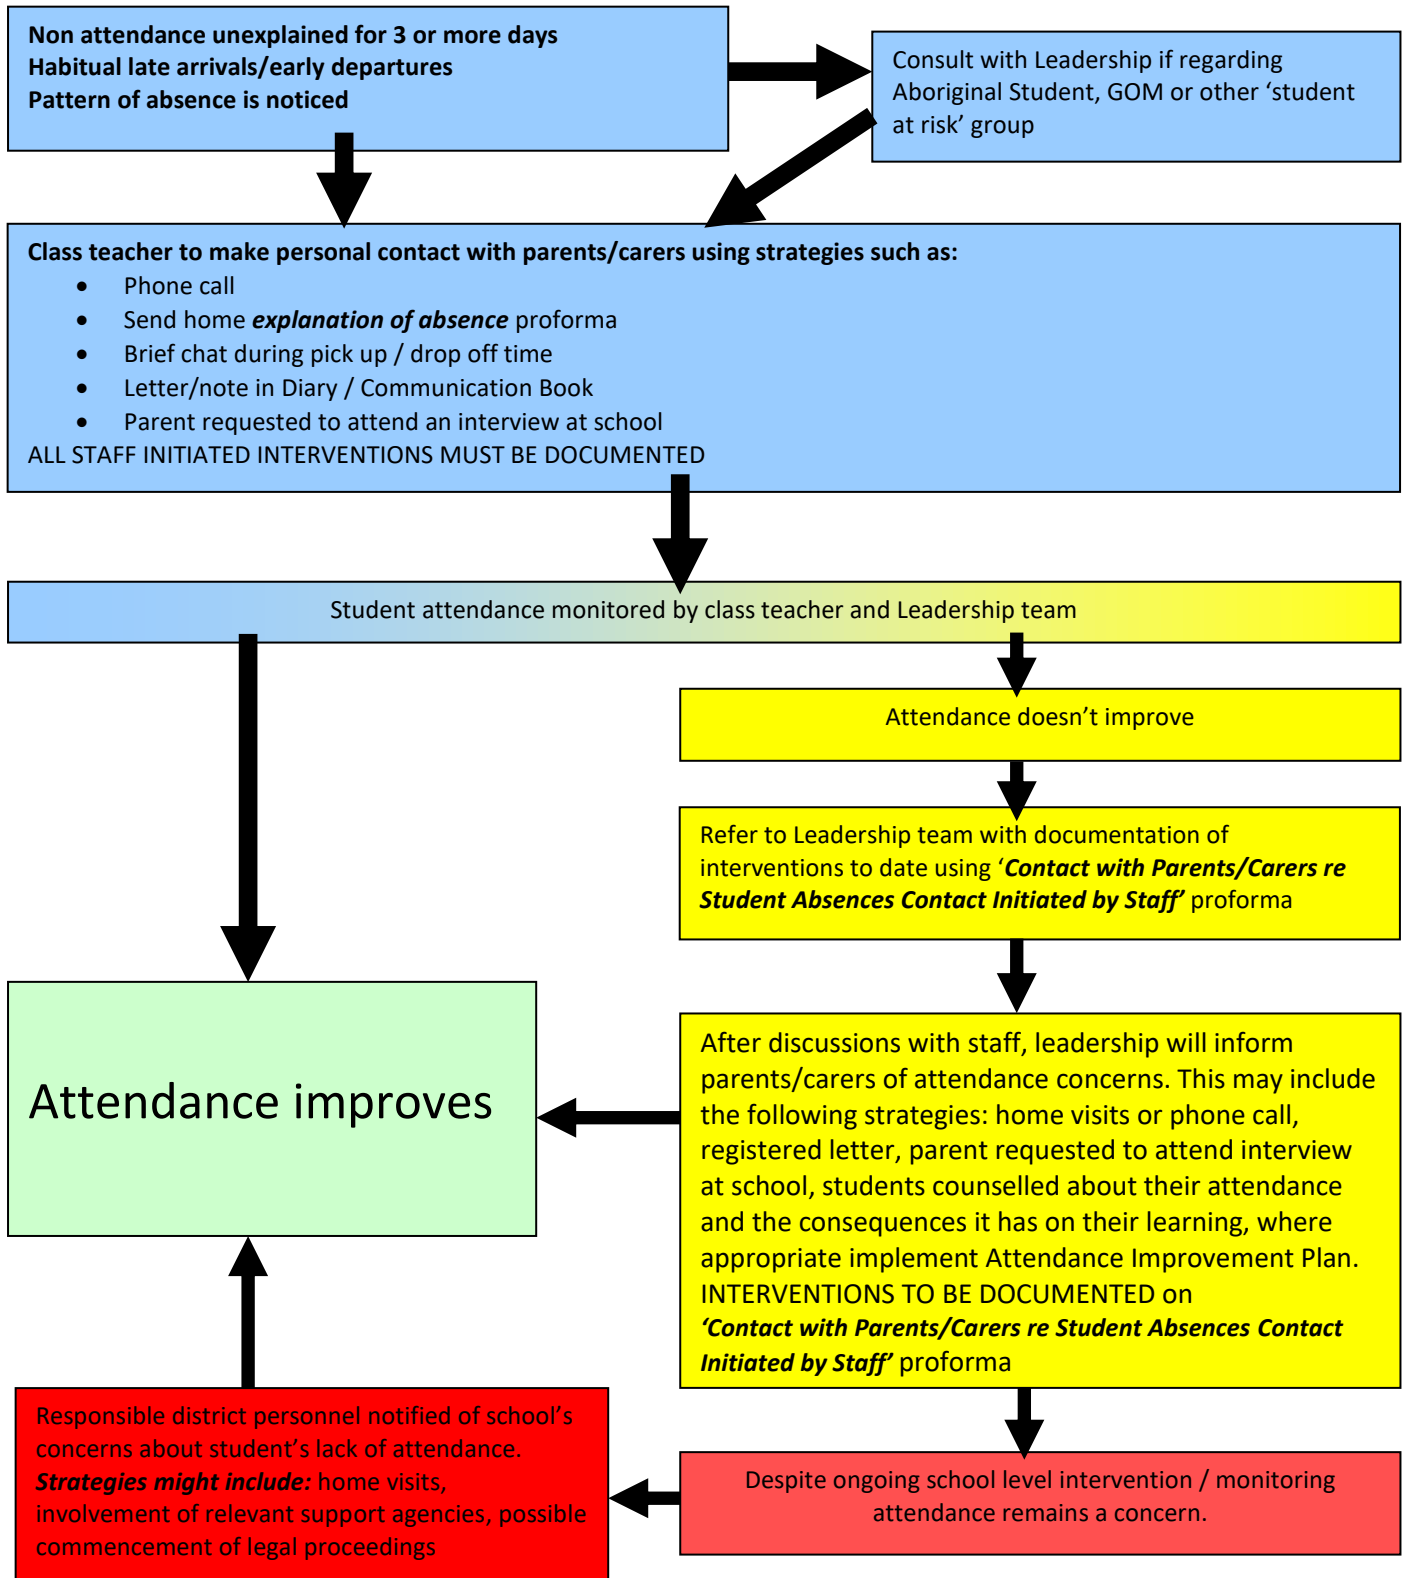 Non attendance unexplained for 3 or more days
Habitual late arrivals/early departures
Pattern of absence is noticed
Consult with Leadership if regarding
Aboriginal Student, GOM or other ‘student
at risk’ group
Class teacher to make personal contact with parents/carers using strategies such as:
• Phone call
• Send home explanation of absence proforma
• Brief chat during pick up / drop off time
• Letter/note in Diary / Communication Book
• Parent requested to attend an interview at school
ALL STAFF INITIATED INTERVENTIONS MUST BE DOCUMENTED
Student attendance monitored by class teacher and Leadership team
Attendance doesn’t improve
Refer to Leadership team with documentation of
interventions to date using ‘Contact with Parents/Carers re
Student Absences Contact Initiated by Staff’ proforma
Attendance improves
After discussions with staff, leadership will inform
parents/carers of attendance concerns. This may include
the following strategies: home visits or phone call,
registered letter, parent requested to attend interview
at school, students counselled about their attendance
and the consequences it has on their learning, where
appropriate implement Attendance Improvement Plan.
INTERVENTIONS TO BE DOCUMENTED on
‘Contact with Parents/Carers re Student Absences Contact
Initiated by Staff’ proforma
Despite ongoing school level intervention / monitoring
attendance remains a concern.
Responsible district personnel notified of school’s
concerns about student’s lack of attendance.
Strategies might include: home visits,
involvement of relevant support agencies, possible
commencement of legal proceedings